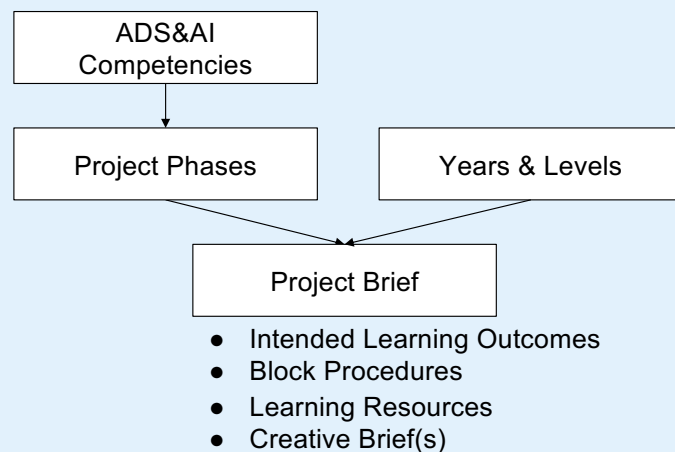 ADS&AI
Competencies
Project Phases
Years & Levels
Project Brief
● Intended Learning Outcomes
● Block Procedures
● Learning Resources
● Creative Brief(s)